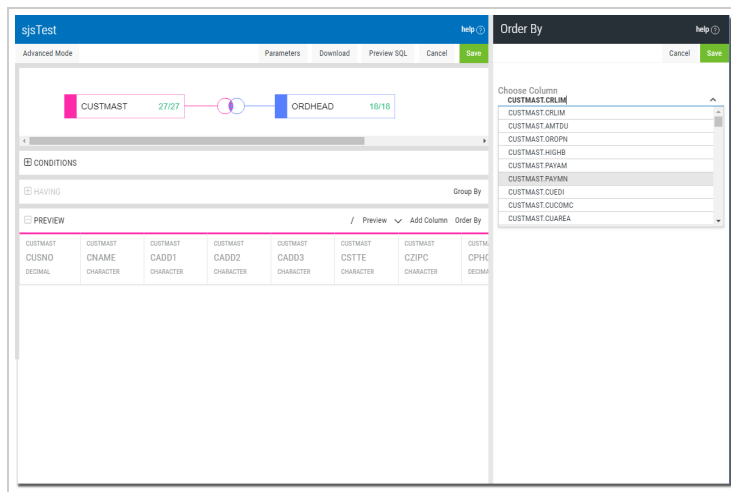 sjsTest help ?
Advanced Mode Parameters Download Preview SQL Cancel Save
CUSTMAST 27/27 ORDHEAD 18/18
CONDITIONS
HAVING Group By
PREVIEW / Preview Add Column Order By
CUSTMAST CUSTMAST CUSTMAST CUSTMAST CUSTMAST CUSTMAST CUSTMAST CUSTM
CUSNO CNAME CADD1 CADD2 CADD3 CSTTE CZIPC CPHO
DECIMAL CHARACTER CHARACTER CHARACTER CHARACTER CHARACTER CHARACTER DECIMA
Order By help ?
Cancel Save
Choose Column
CUSTMAST.CRLIM
CUSTMAST.CRLIM
CUSTMAST.AMTDU
CUSTMAST.OROPN
CUSTMAST.HIGHB
CUSTMAST.PAYAM
CUSTMAST.PAYMN
CUSTMAST.CUEDI
CUSTMAST.CUCOMC
CUSTMAST.CUAREA